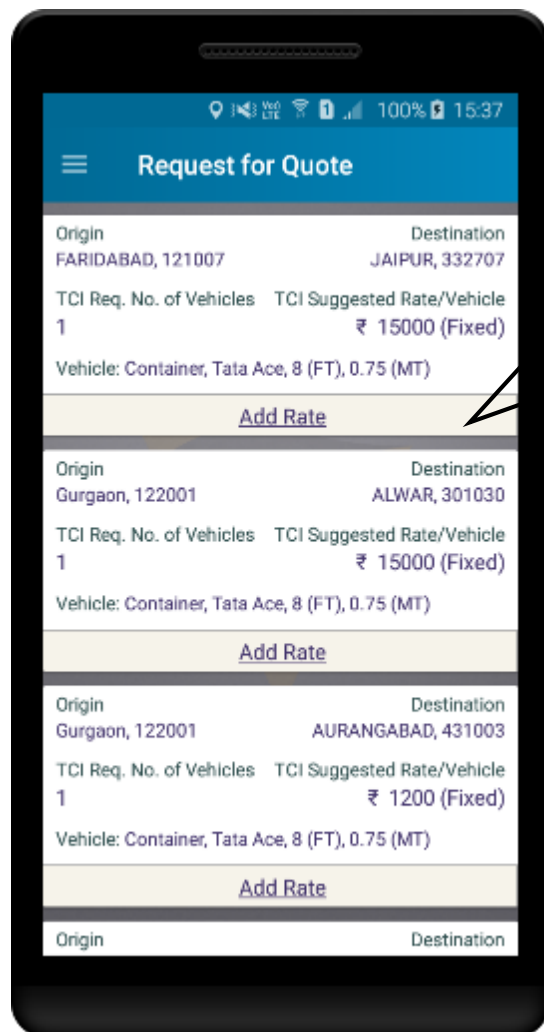 VoD LTE 1 100% 15:37
Request for Quote
Origin Destination
FARIDABAD, 121007 JAIPUR, 332707
TCI Req. No. of Vehicles TCI Suggested Rate/Vehicle
1 ₹ 15000 (Fixed)
Vehicle: Container, Tata Ace, 8 (FT), 0.75 (MT)
Add Rate
Origin Destination
Gurgaon, 122001 ALWAR, 301030
TCI Req. No. of Vehicles TCI Suggested Rate/Vehicle
1 ₹ 15000 (Fixed)
Vehicle: Container, Tata Ace, 8 (FT), 0.75 (MT)
Add Rate
Origin Destination
Gurgaon, 122001 AURANGABAD, 431003
TCI Req. No. of Vehicles TCI Suggested Rate/Vehicle
1 ₹ 1200 (Fixed)
Vehicle: Container, Tata Ace, 8 (FT), 0.75 (MT)
Add Rate
Origin Destination